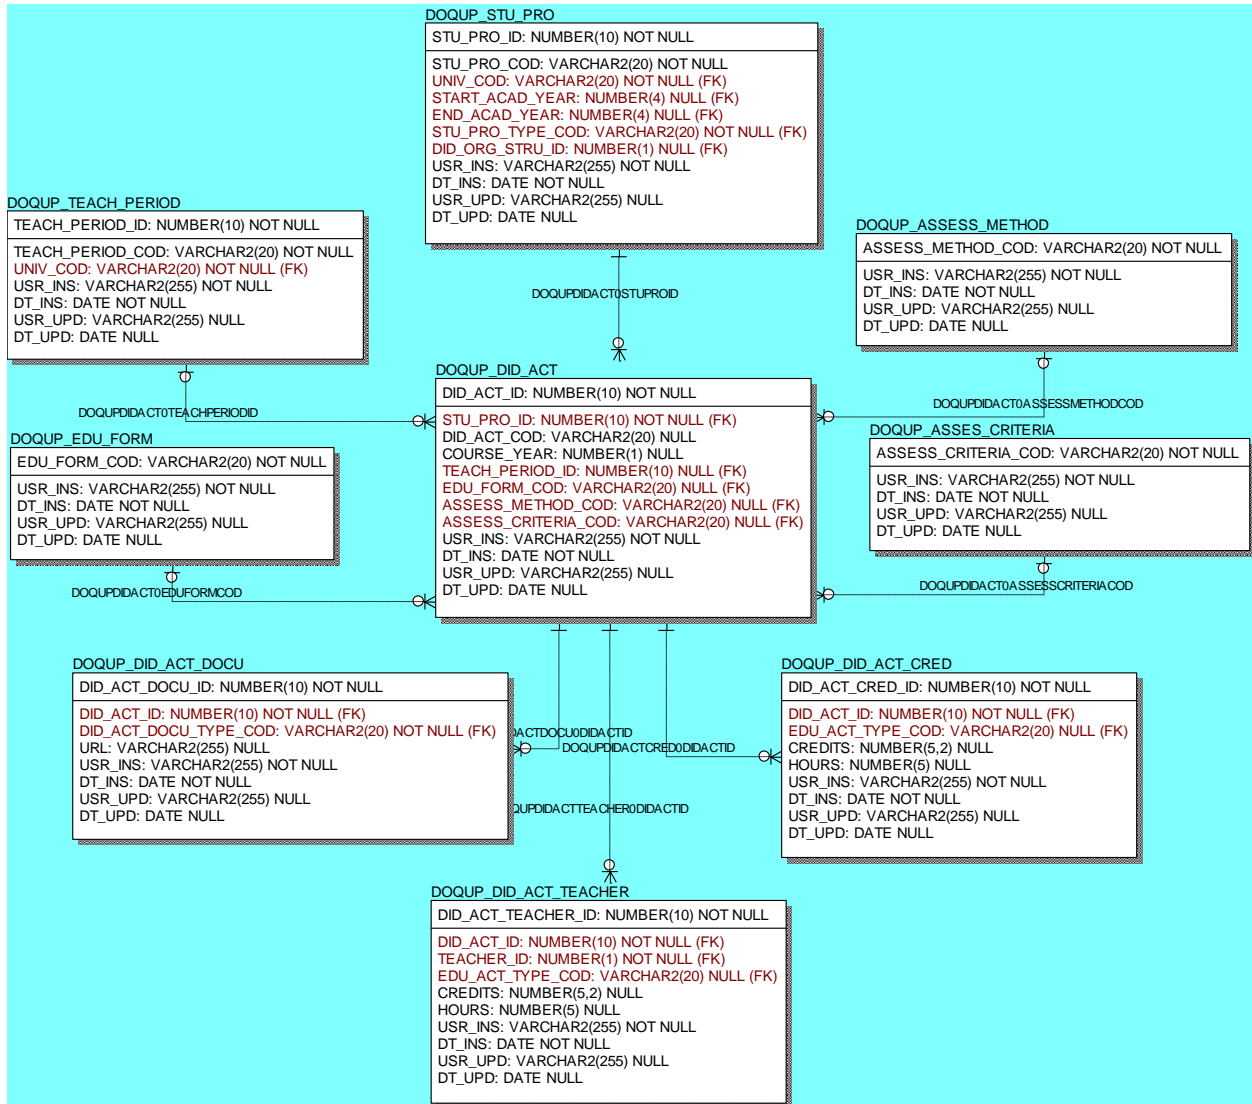 DOQUP_STU_PRO
STU_PRO_ID: NUMBER(10) NOT NULL
STU_PRO_COD: VARCHAR2(20) NOT NULL
UNIV_COD: VARCHAR2(20) NOT NULL (FK)
START_ACAD_YEAR: NUMBER(4) NULL (FK)
END_ACAD_YEAR: NUMBER(4) NULL (FK)
STU_PRO_TYPE_COD: VARCHAR2(20) NOT NULL (FK)
DID_ORG_STRU_ID: NUMBER(1) NULL (FK)
USR_INS: VARCHAR2(255) NOT NULL
DT_INS: DATE NOT NULL
USR_UPD: VARCHAR2(255) NULL
DT_UPD: DATE NULL
DOQUP_TEACH_PERIOD
TEACH_PERIOD_ID: NUMBER(10) NOT NULL
TEACH_PERIOD_COD: VARCHAR2(20) NOT NULL
UNIV_COD: VARCHAR2(20) NOT NULL (FK)
USR_INS: VARCHAR2(255) NOT NULL
DT_INS: DATE NOT NULL
USR_UPD: VARCHAR2(255) NULL
DT_UPD: DATE NULL
DOQUP_ASSESS_METHOD
ASSESS_METHOD_COD: VARCHAR2(20) NOT NULL
USR_INS: VARCHAR2(255) NOT NULL
DT_INS: DATE NOT NULL
USR_UPD: VARCHAR2(255) NULL
DT_UPD: DATE NULL
DOQUPDIDACT0STUPROID
DOQUPDIDACT0TEACHPERIODID
DOQUPDIDACT0ASSESSMETHODCOD
DOQUP_DID_ACT
DID_ACT_ID: NUMBER(10) NOT NULL
STU_PRO_ID: NUMBER(10) NOT NULL (FK)
DID_ACT_COD: VARCHAR2(20) NULL
COURSE_YEAR: NUMBER(1) NULL
TEACH_PERIOD_ID: NUMBER(10) NULL (FK)
EDU_FORM_COD: VARCHAR2(20) NULL (FK)
ASSESS_METHOD_COD: VARCHAR2(20) NULL (FK)
ASSESS_CRITERIA_COD: VARCHAR2(20) NULL (FK)
USR_INS: VARCHAR2(255) NOT NULL
DT_INS: DATE NOT NULL
USR_UPD: VARCHAR2(255) NULL
DT_UPD: DATE NULL
DOQUP_EDU_FORM
EDU_FORM_COD: VARCHAR2(20) NOT NULL
USR_INS: VARCHAR2(255) NOT NULL
DT_INS: DATE NOT NULL
USR_UPD: VARCHAR2(255) NULL
DT_UPD: DATE NULL
DOQUP_ASSES_CRITERIA
ASSESS_CRITERIA_COD: VARCHAR2(20) NOT NULL
USR_INS: VARCHAR2(255) NOT NULL
DT_INS: DATE NOT NULL
USR_UPD: VARCHAR2(255) NULL
DT_UPD: DATE NULL
DOQUPDIDACT0EDUFORMCOD
DOQUPDIDACT0ASSESSCRITERIACOD
DOQUP_DID_ACT_DOCU
DID_ACT_DOCU_ID: NUMBER(10) NOT NULL
DID_ACT_ID: NUMBER(10) NOT NULL (FK)
DID_ACT_DOCU_TYPE_COD: VARCHAR2(20) NOT NULL (FK)
URL: VARCHAR2(255) NULL
USR_INS: VARCHAR2(255) NOT NULL
DT_INS: DATE NOT NULL
USR_UPD: VARCHAR2(255) NULL
DT_UPD: DATE NULL
DACTDOCU0DIDACTID
DOQUPDIDACTCRED0DIDACTID
QUPDIDACTTEACHER0DIDACTID
DOQUP_DID_ACT_CRED
DID_ACT_CRED_ID: NUMBER(10) NOT NULL
DID_ACT_ID: NUMBER(10) NOT NULL (FK)
EDU_ACT_TYPE_COD: VARCHAR2(20) NULL (FK)
CREDITS: NUMBER(5,2) NULL
HOURS: NUMBER(5) NULL
USR_INS: VARCHAR2(255) NOT NULL
DT_INS: DATE NOT NULL
USR_UPD: VARCHAR2(255) NULL
DT_UPD: DATE NULL
DOQUP_DID_ACT_TEACHER
DID_ACT_TEACHER_ID: NUMBER(10) NOT NULL
DID_ACT_ID: NUMBER(10) NOT NULL (FK)
TEACHER_ID: NUMBER(1) NOT NULL (FK)
EDU_ACT_TYPE_COD: VARCHAR2(20) NULL (FK)
CREDITS: NUMBER(5,2) NULL
HOURS: NUMBER(5) NULL
USR_INS: VARCHAR2(255) NOT NULL
DT_INS: DATE NOT NULL
USR_UPD: VARCHAR2(255) NULL
DT_UPD: DATE NULL